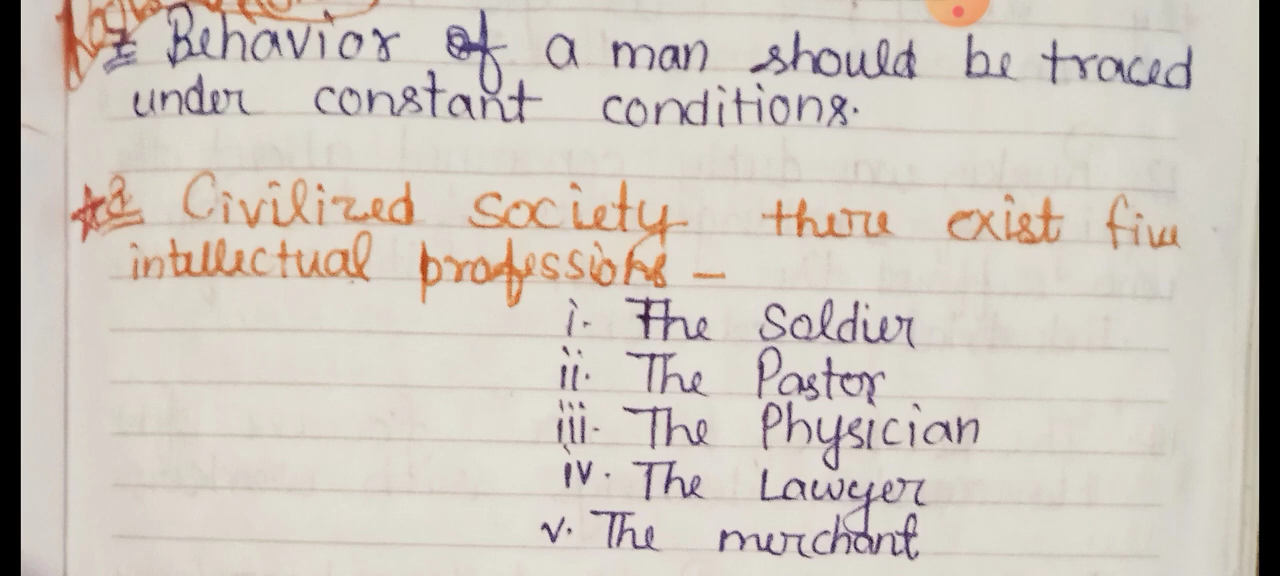 Behavior of a man should be traced
under constant conditions.
2 Civilized society there exist five
intellectual professions –
i. The Soldier
ii. The Pastor
iii. The Physician
iv. The Lawyer
v. The merchant